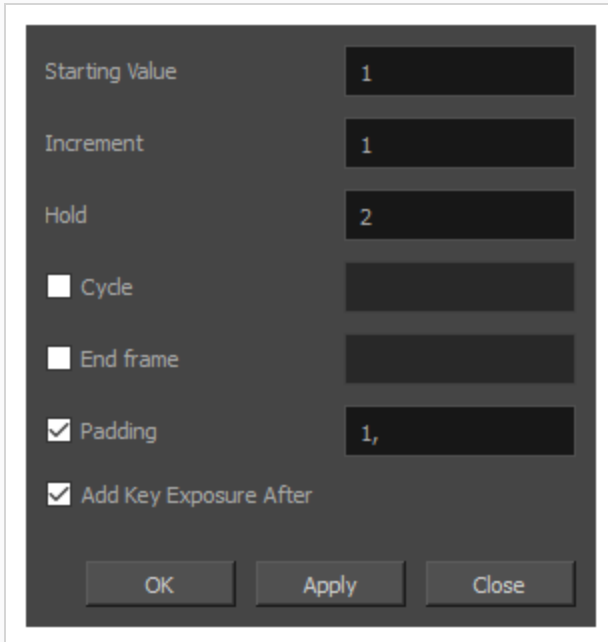 Starting Value 1
Increment 1
Hold 2
Cycle
End frame
Padding 1,
Add Key Exposure After
OK Apply Close